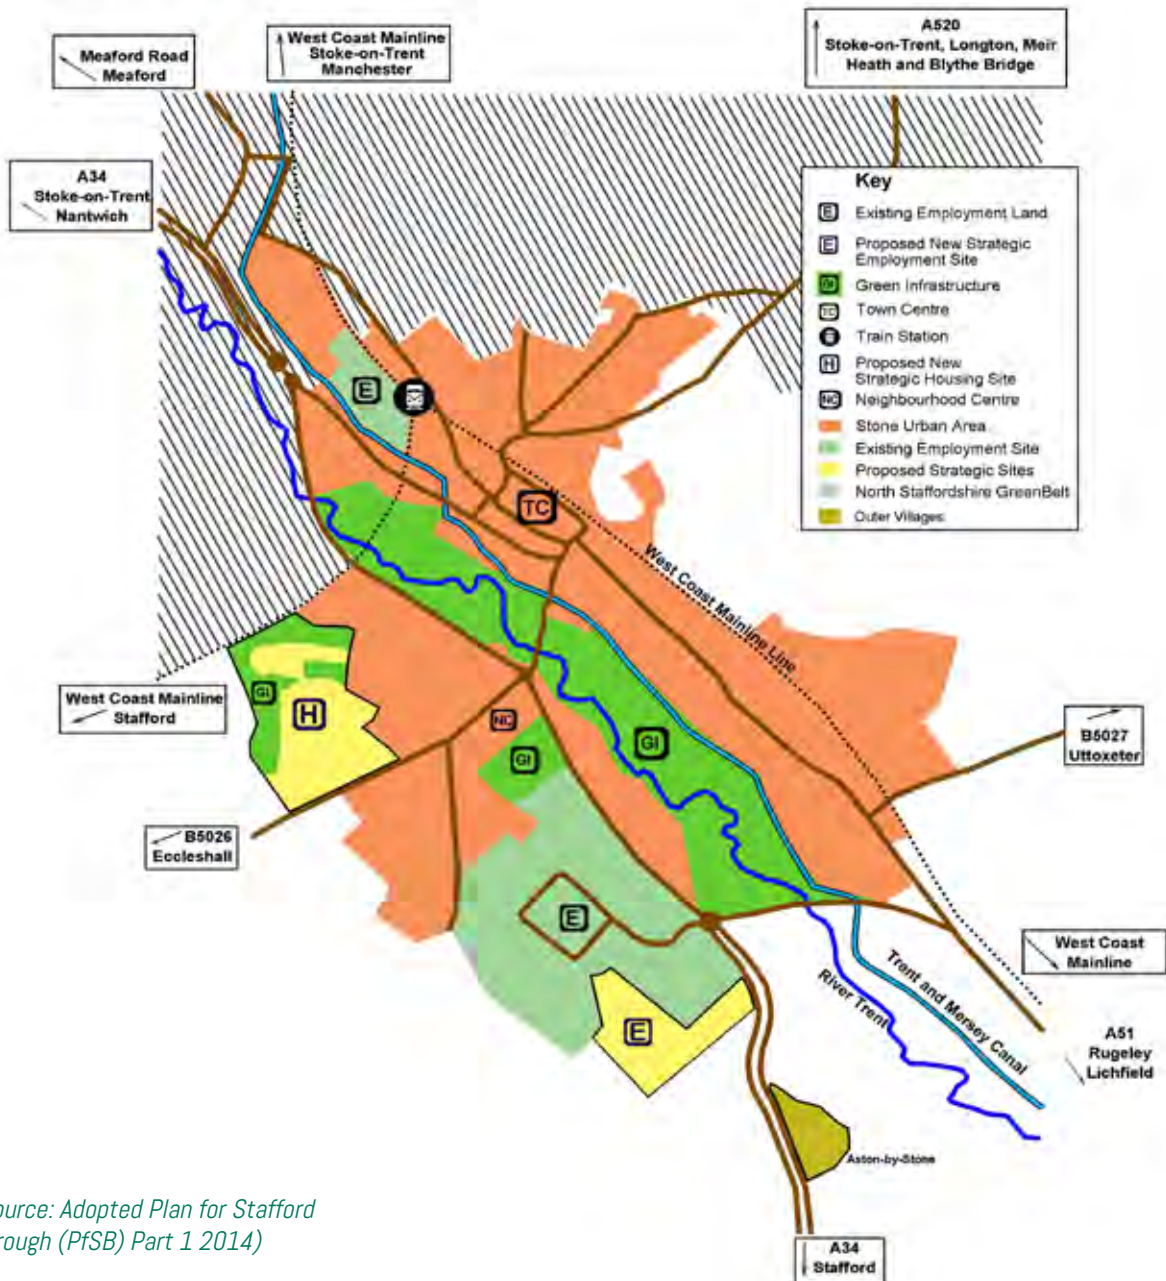 Meaford Road
Meaford
West Coast Mainline
Stoke-on-Trent
Manchester
A520
Stoke-on-Trent, Longton, Meir
Heath and Blythe Bridge
A34
Stoke-on-Trent
Nantwich
Key
E Existing Employment Land
E Proposed New Strategic
Employment Site
GI Green Infrastructure
TC Town Centre
Train Station
H Proposed New
Strategic Housing Site
NC Neighbourhood Centre
Stone Urban Area
Existing Employment Site
Proposed Strategic Sites
North Staffordshire GreenBelt
Outer Villages
E
TC
West Coast Mainline Line
GI
H
NC
GI
GI
West Coast Mainline
Stafford
B5027
Uttoxeter
B5026
Eccleshall
E
E
West Coast
Mainline
River Trent
Trent and Mersey Canal
A51
Rugeley
Lichfield
Aston-by-Stone
A34
Stafford
ource: Adopted Plan for Stafford
rough (PfSB) Part 1 2014)